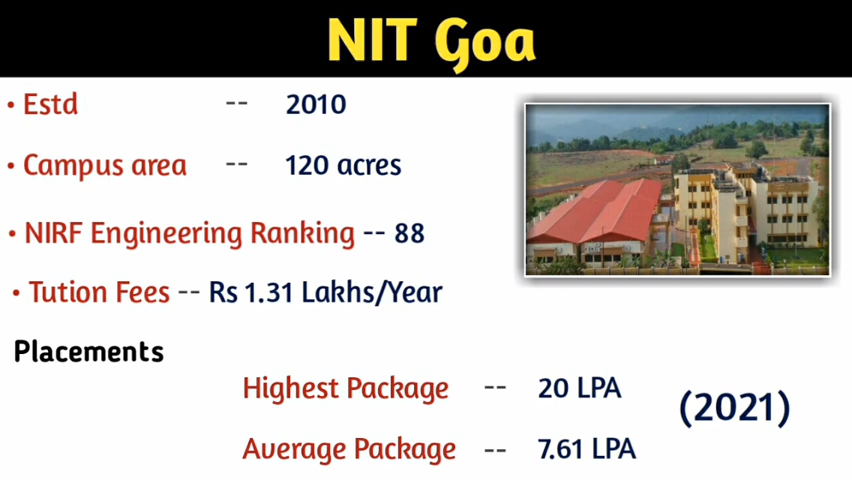 NIT Goa
• Estd -- 2010
• Campus area -- 120 acres
• NIRF Engineering Ranking -- 88
• Tution Fees -- Rs 1.31 Lakhs/Year
Placements
Highest Package -- 20 LPA
(2021)
Average Package -- 7.61 LPA